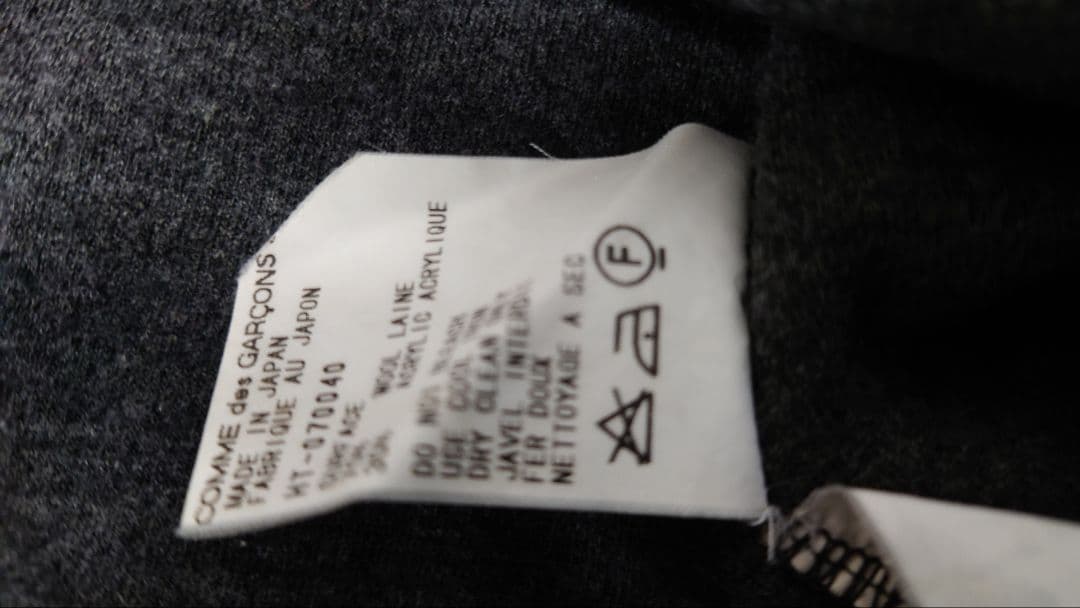 COMME des GARÇONS
MADE IN JAPAN
FABRIQUE AU JAPON
HT-070040
WOOL LAINE
ACRYLIC ACRYLIQUE
DO NOT BLEACH
USE COOL IRON
DRY CLEAN
JAVEL INTERDIT
FER DOUX
NETTOYAGE A SEC
F